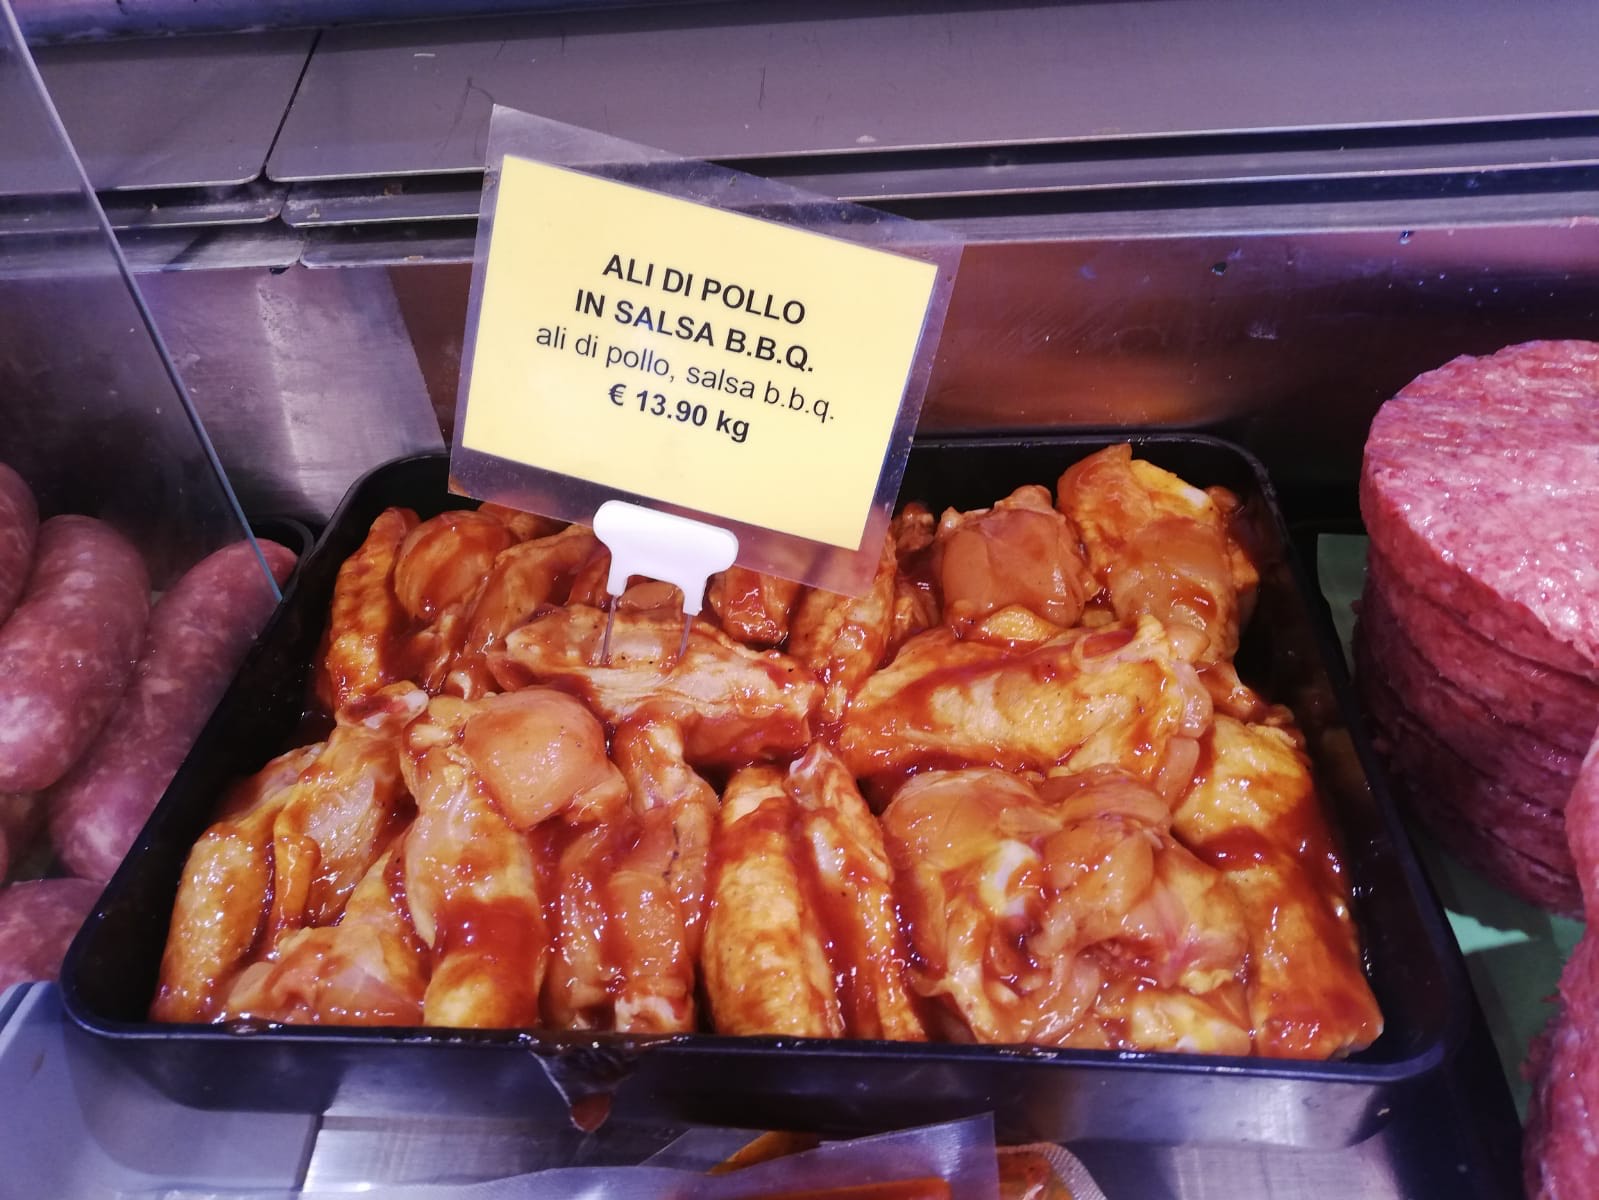 ALI DI POLLO
IN SALSA B.B.Q.
ali di pollo, salsa b.b.q.
€ 13.90 kg